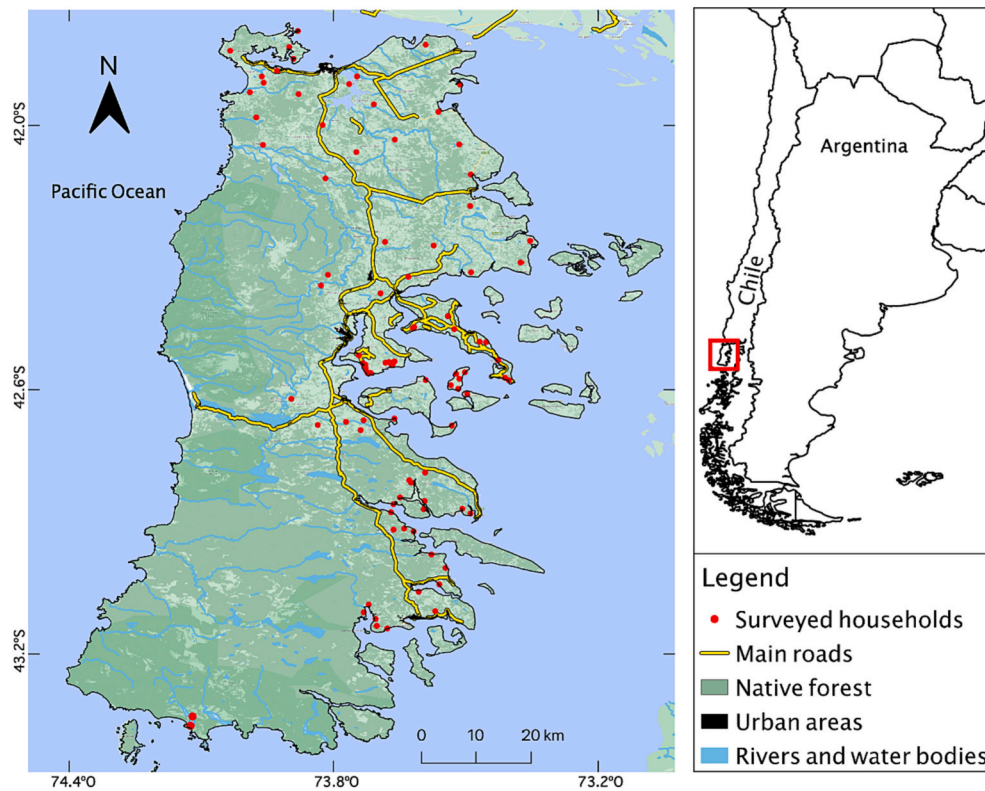 N
Pacific Ocean
42.0°S
42.6°S
43.2°S
0 10 20 km
74.4°O 73.8°O 73.2°O
Argentina
Chile
Legend
Surveyed households
Main roads
Native forest
Urban areas
Rivers and water bodies